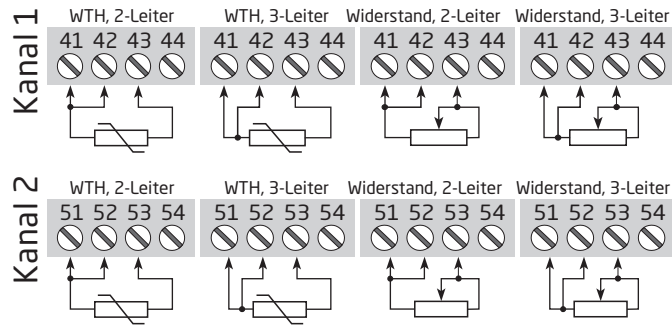 Kanal 1
WTH, 2-Leiter WTH, 3-Leiter Widerstand, 2-Leiter Widerstand, 3-Leiter
41 42 43 44 41 42 43 44 41 42 43 44 41 42 43 44
Kanal 2
WTH, 2-Leiter WTH, 3-Leiter Widerstand, 2-Leiter Widerstand, 3-Leiter
51 52 53 54 51 52 53 54 51 52 53 54 51 52 53 54